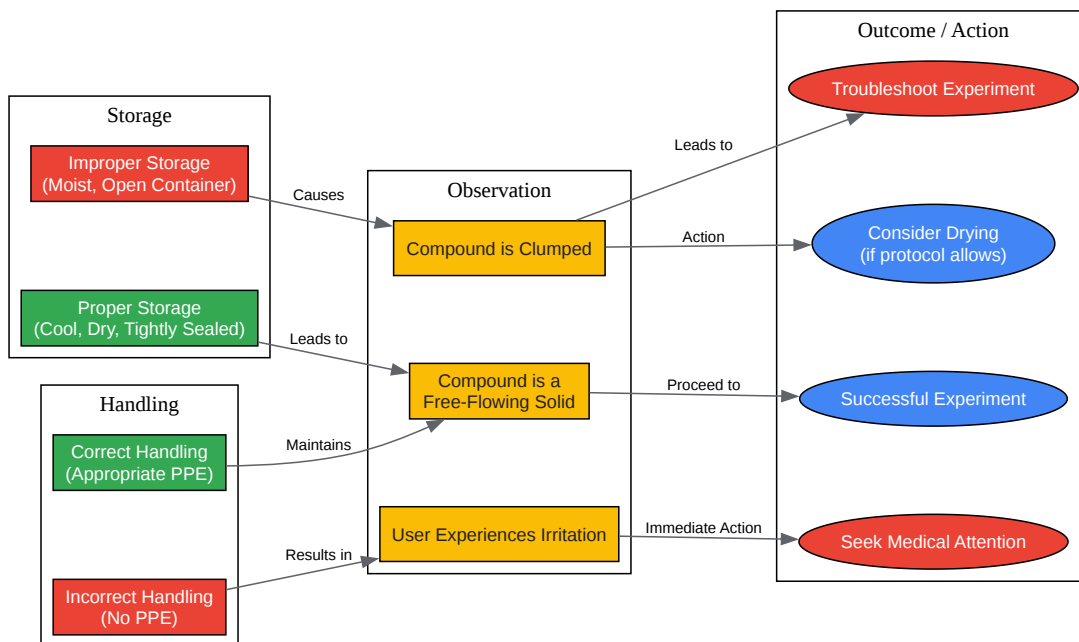 Storage
Improper Storage
(Moist, Open Container)
Proper Storage
(Cool, Dry, Tightly Sealed)
Handling
Correct Handling
(Appropriate PPE)
Incorrect Handling
(No PPE)
Causes
Leads to
Maintains
Results in
Observation
Compound is Clumped
Compound is a
Free-Flowing Solid
User Experiences Irritation
Leads to
Action
Proceed to
Immediate Action
Outcome / Action
Troubleshoot Experiment
Consider Drying
(if protocol allows)
Successful Experiment
Seek Medical Attention